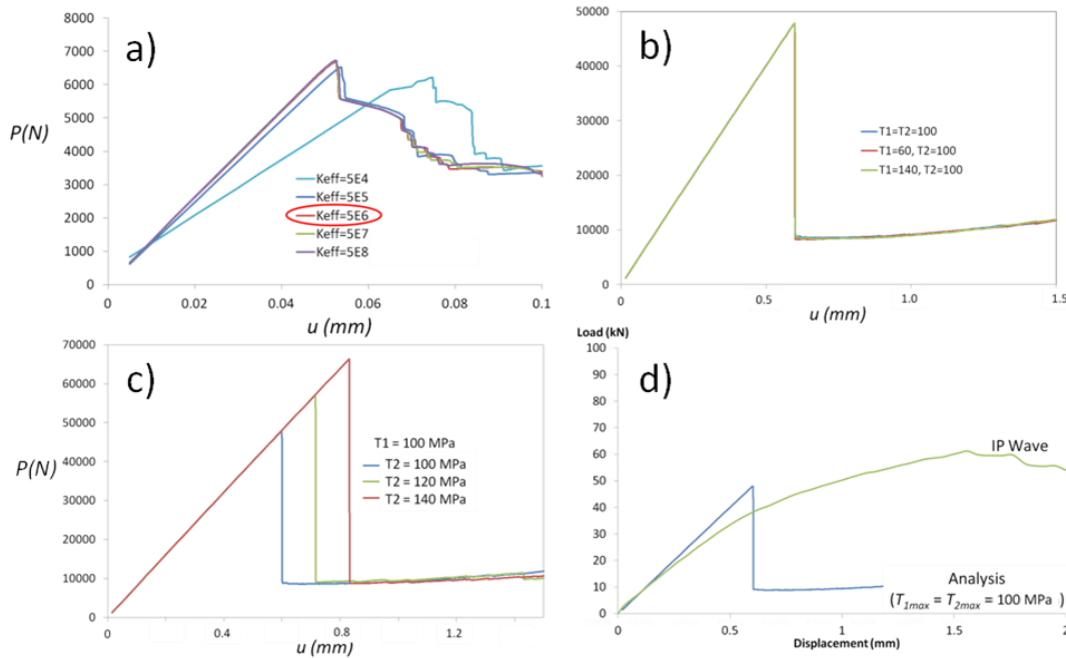 a)
8000
7000
6000
5000
4000
3000
2000
1000
0
P(N)
Keff=5E4
Keff=5E5
Keff=5E6
Keff=5E7
Keff=5E8
0 0.02 0.04 0.06 0.08 0.1
u (mm)
b)
50000
40000
30000
20000
10000
0
T1=T2=100
T1=60, T2=100
T1=140, T2=100
0 0.5 1.0 1.5
u (mm)
c)
70000
60000
50000
40000
30000
20000
10000
0
P(N)
T1 = 100 MPa
T2 = 100 MPa
T2 = 120 MPa
T2 = 140 MPa
0 0.4 0.8 1.2
u (mm)
Load (kN)
d)
100
90
80
70
60
50
40
30
20
10
0
IP Wave
Analysis
(T1max = T2max = 100 MPa )
0 0.5 1 1.5 2
Displacement (mm)